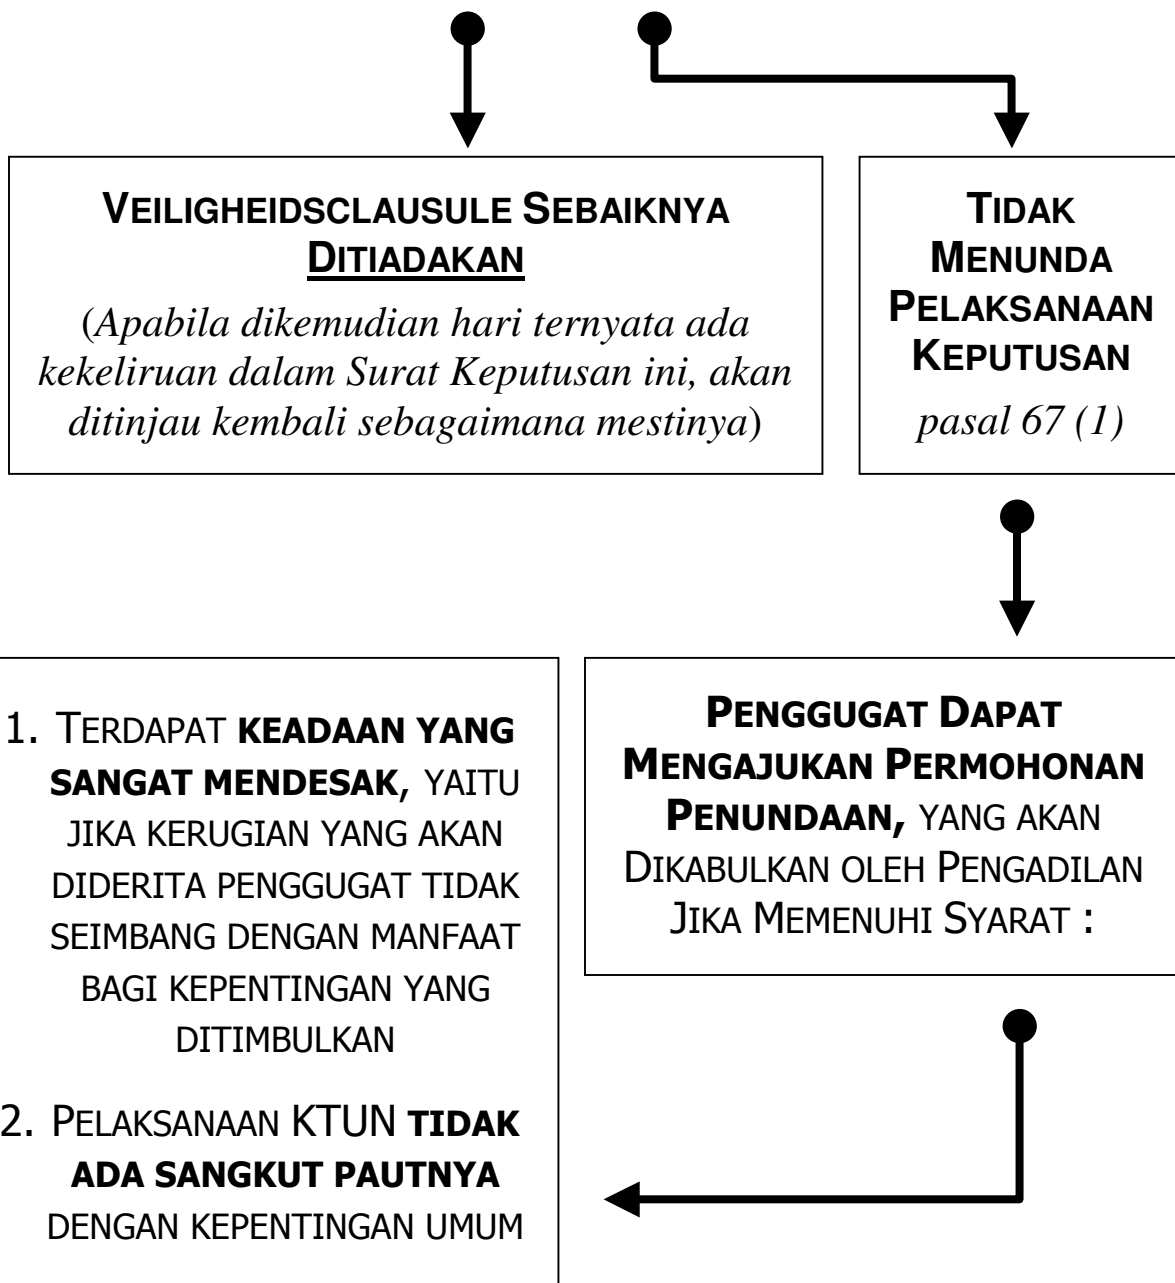 VEILIGHEIDSCLAUSULE SEBAIKNYA
DITIADAKAN
(Apabila dikemudian hari ternyata ada
kekeliruan dalam Surat Keputusan ini, akan
ditinjau kembali sebagaimana mestinya)
TIDAK
MENUNDA
PELAKSANAAN
KEPUTUSAN
pasal 67 (1)
PENGGUGAT DAPAT
MENGAJUKAN PERMOHONAN
PENUNDAAN, YANG AKAN
DIKABULKAN OLEH PENGADILAN
JIKA MEMENUHI SYARAT :
1. TERDAPAT KEADAAN YANG
SANGAT MENDESAK, YAITU
JIKA KERUGIAN YANG AKAN
DIDERITA PENGGUGAT TIDAK
SEIMBANG DENGAN MANFAAT
BAGI KEPENTINGAN YANG
DITIMBULKAN
2. PELAKSANAAN KTUN TIDAK
ADA SANGKUT PAUTNYA
DENGAN KEPENTINGAN UMUM